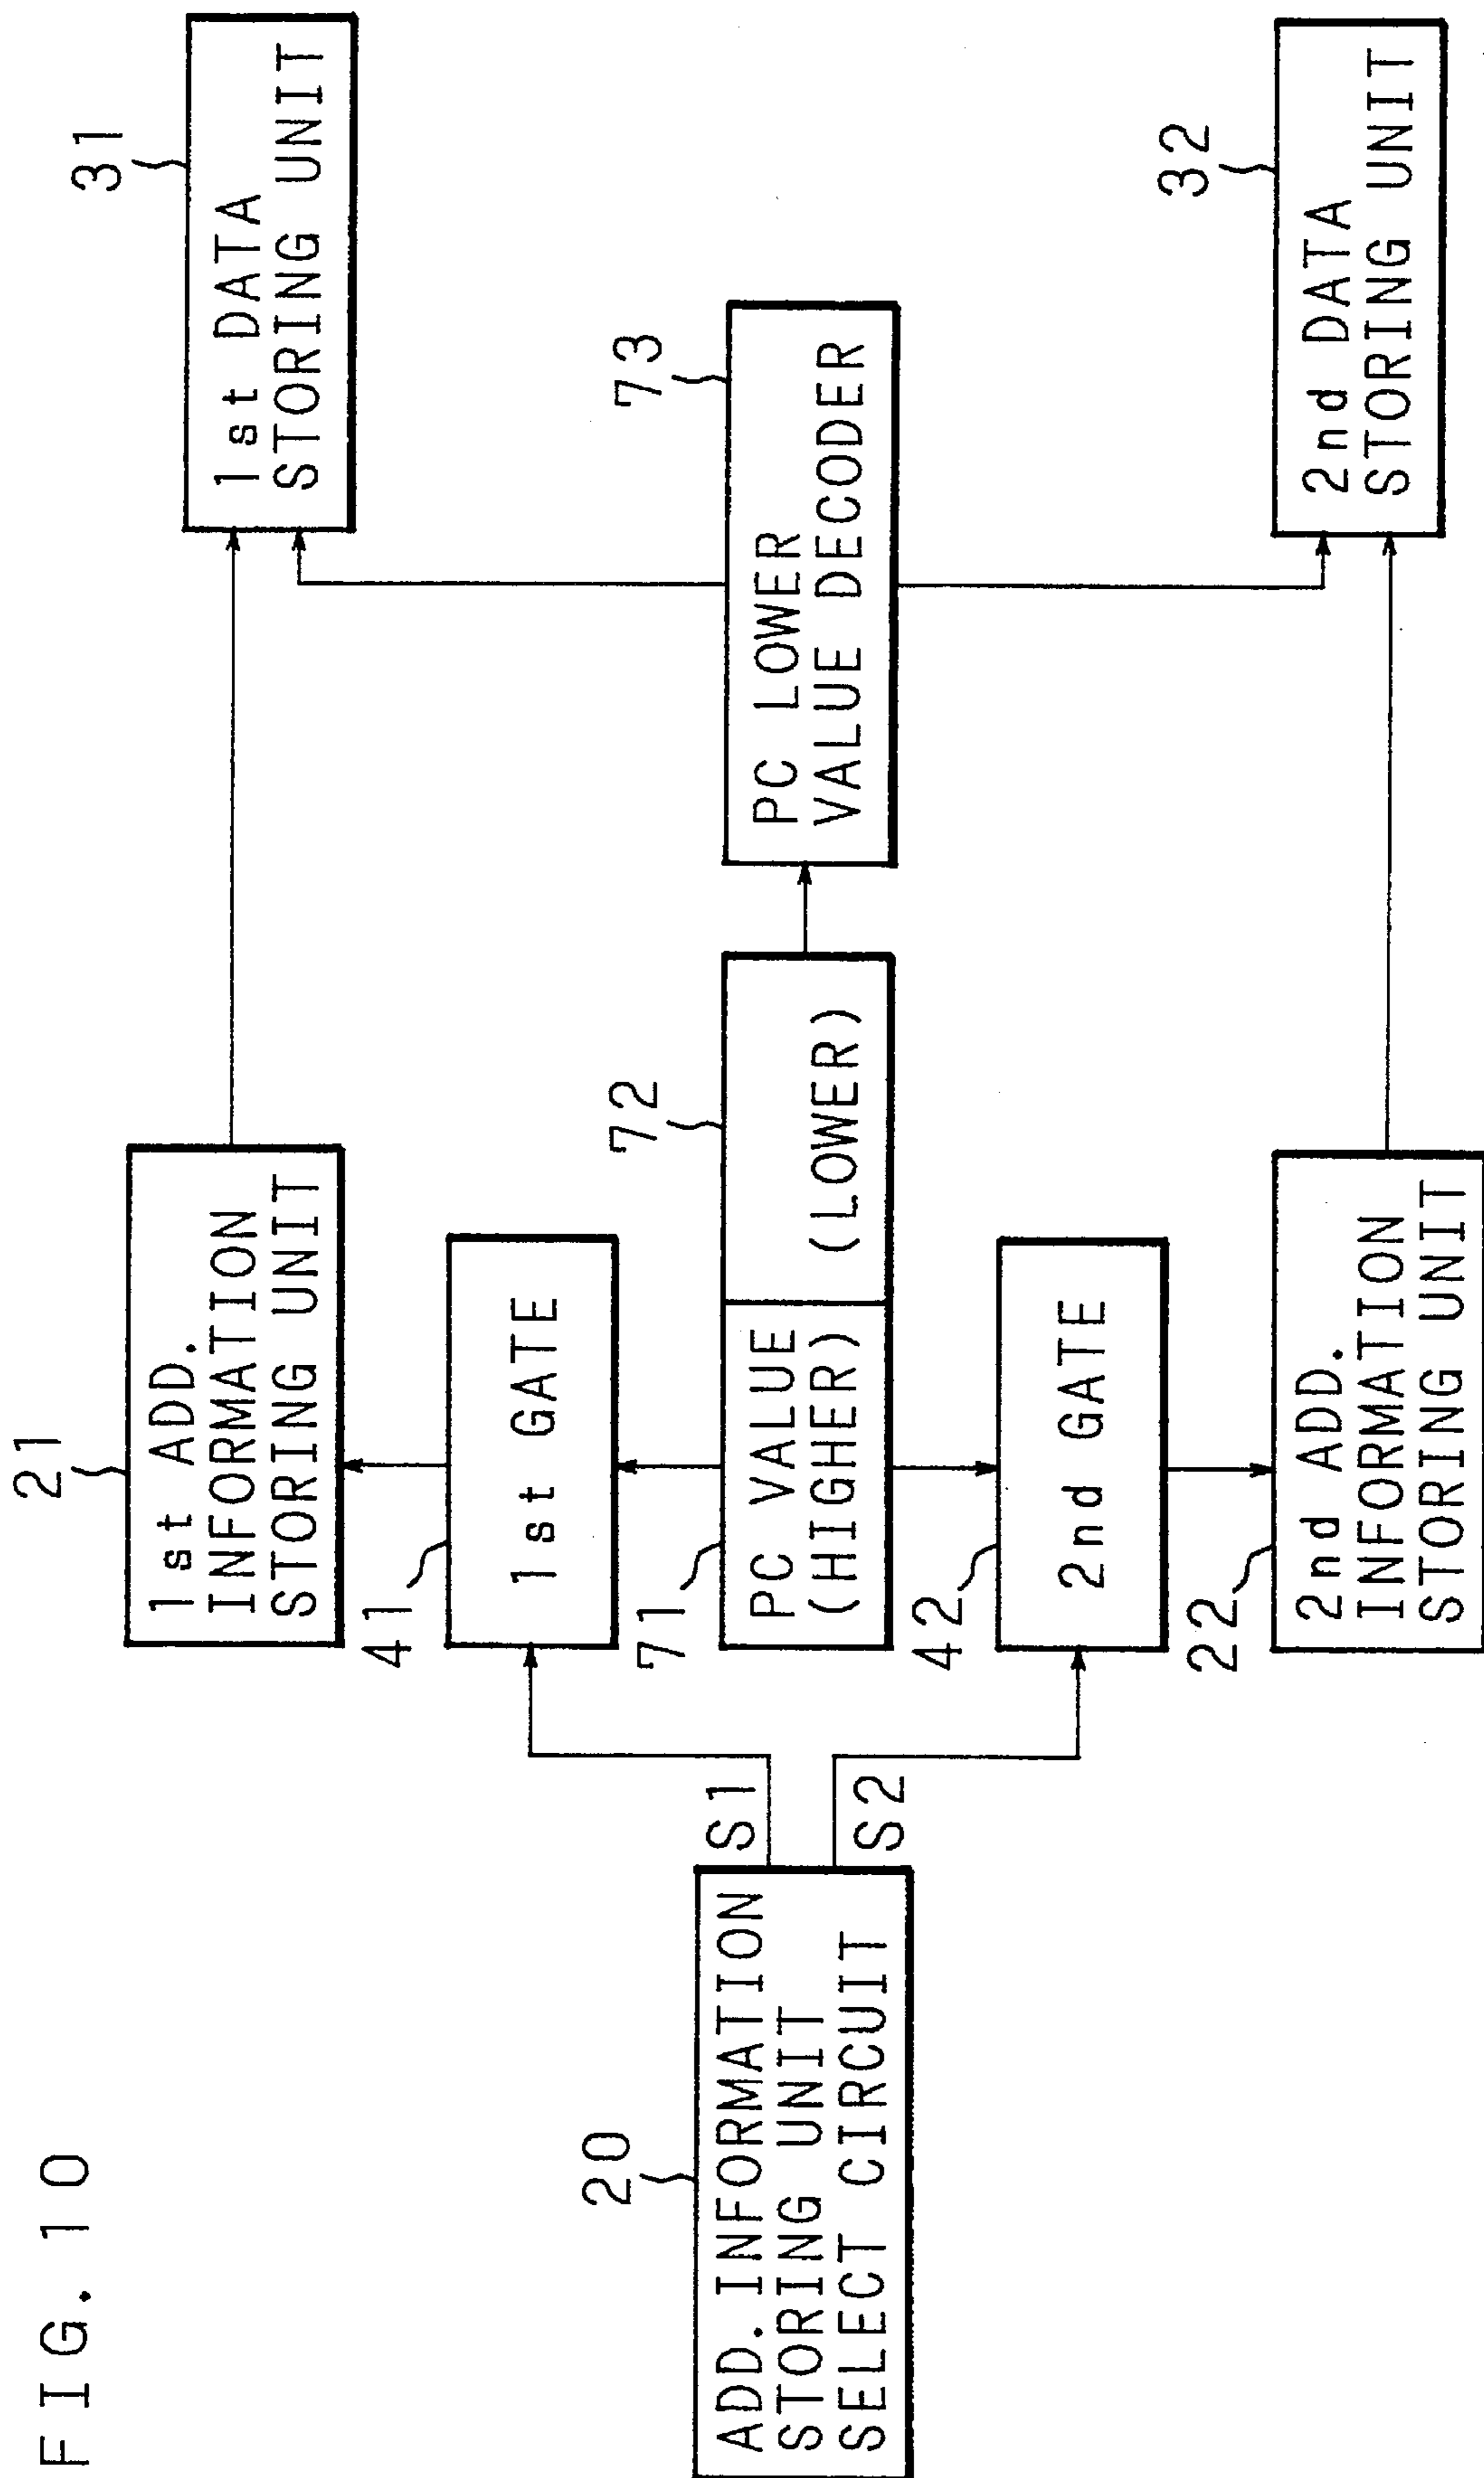 FIG.10
20
ADD. INFORMATION
STORING UNIT
SELECT CIRCUIT
S1
S2
21
1st ADD.
INFORMATION
STORING UNIT
41
1st GATE
71
PC VALUE
(HIGHER)
72
(LOWER)
42
2nd GATE
22
2nd ADD.
INFORMATION
STORING UNIT
73
PC LOWER
VALUE DECODER
31
1st DATA
STORING UNIT
32
2nd DATA
STORING UNIT